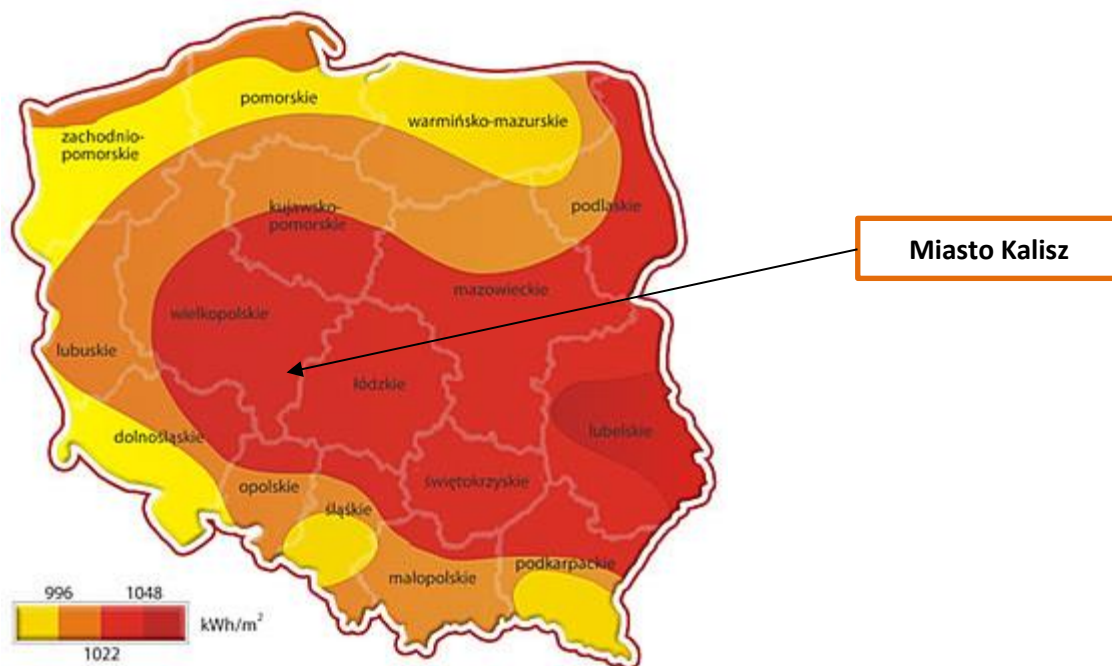 pomorskie
warmińsko-mazurskie
zachodnio-
pomorskie
kujawsko-
pomorskie
podlaskie
Miasto Kalisz
mazowieckie
wielkopolskie
lubuskie
łódzkie
lubelskie
dolnośląskie
opolskie
świętokrzyskie
śląskie
małopolskie
podkarpackie
996 1048
kWh/m²
1022